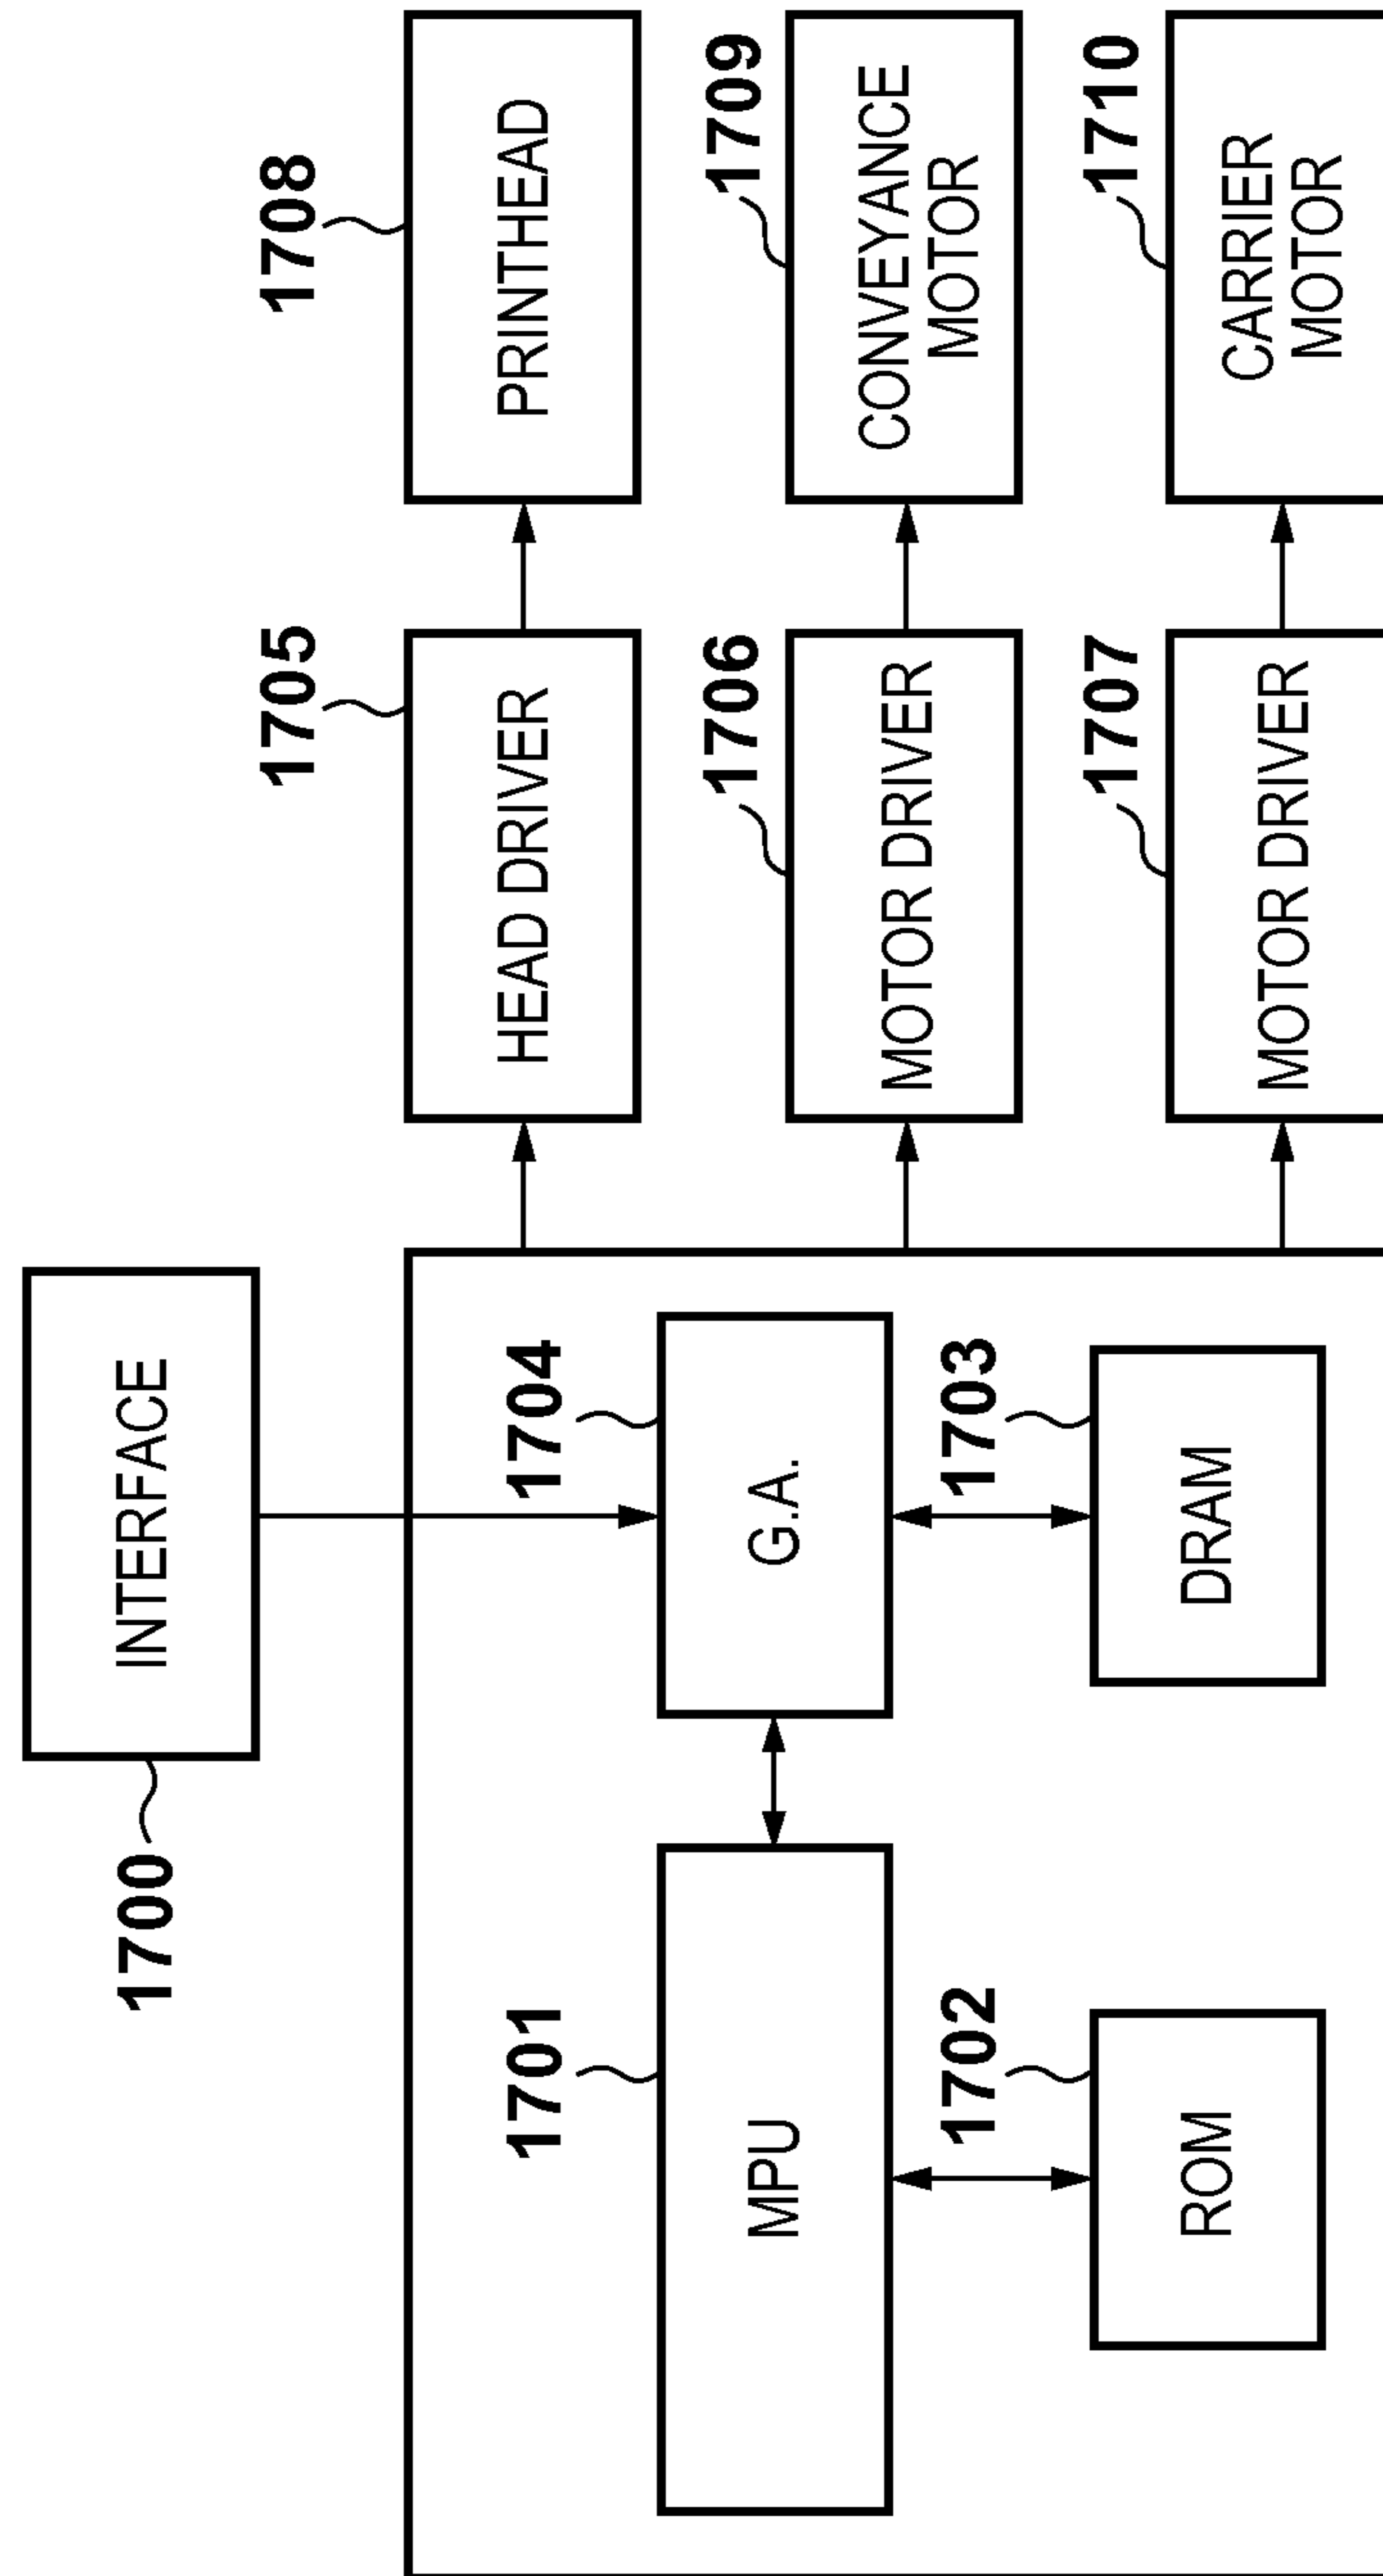 1700
INTERFACE
1701
MPU
1704
G.A.
1702
ROM
1703
DRAM
1705
HEAD DRIVER
1708
PRINTHEAD
1706
MOTOR DRIVER
1709
CONVEYANCE
MOTOR
1707
MOTOR DRIVER
1710
CARRIER
MOTOR